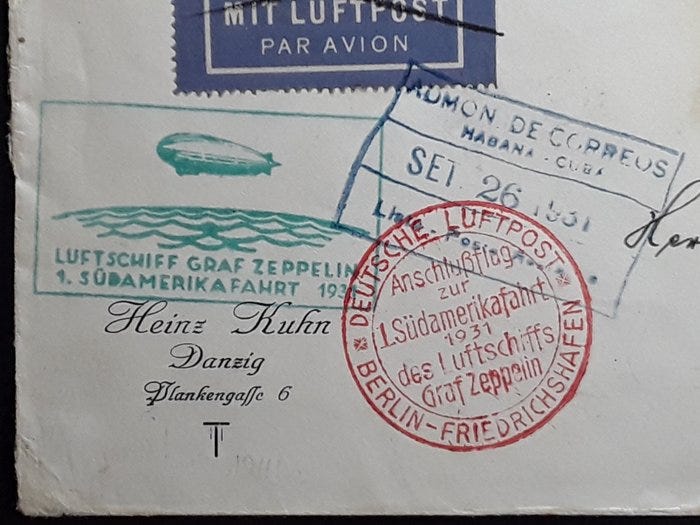 MIT LUFTPOST
PAR AVION
ADMON. DE CORREOS
HABANA - CUBA
SET 26 1931
LUFTSCHIFF GRAF ZEPPELIN
1. SÜDAMERIKAFAHRT 193
DEUTSCHE LUFTPOST
Anschlußflug
zur
1.Südamerikafahrt
1931
des Luftschiffs
Graf Zeppelin
BERLIN-FRIEDRICHSHAFEN
Heinz Kuhn
Danzig
Plankengasse 6